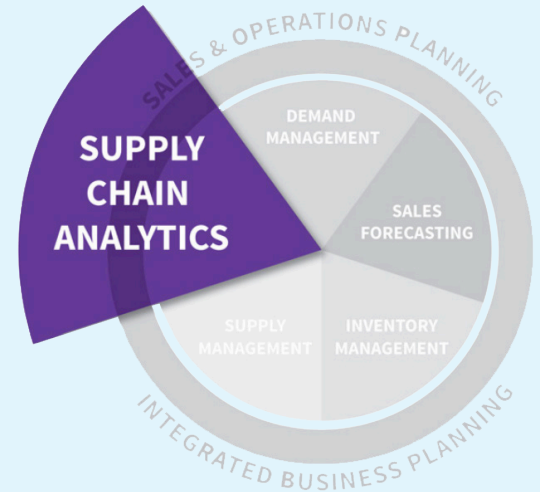 SALES & OPERATIONS PLANNING
DEMAND
MANAGEMENT
SUPPLY
CHAIN
ANALYTICS
SALES
FORECASTING
SUPPLY
MANAGEMENT
INVENTORY
MANAGEMENT
INTEGRATED BUSINESS PLANNING